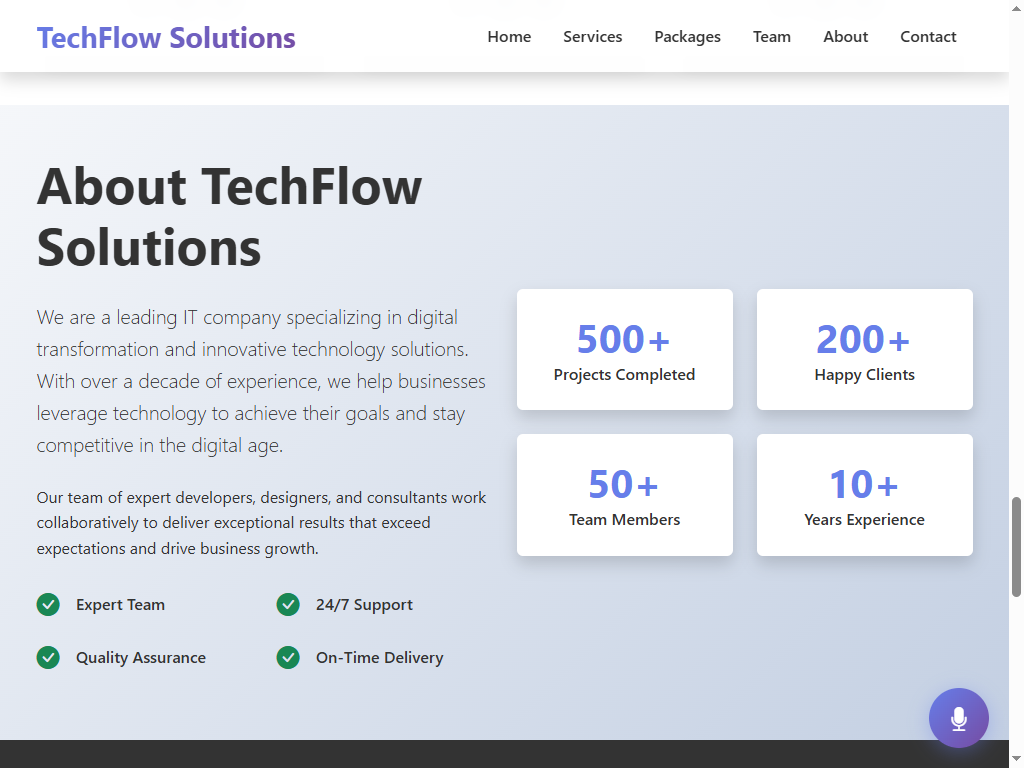 TechFlow Solutions
Home
Services
Packages
Team
About
Contact
About TechFlow
Solutions
We are a leading IT company specializing in digital
transformation and innovative technology solutions.
With over a decade of experience, we help businesses
leverage technology to achieve their goals and stay
competitive in the digital age.
Our team of expert developers, designers, and consultants work
collaboratively to deliver exceptional results that exceed
expectations and drive business growth.
Expert Team
24/7 Support
Quality Assurance
On-Time Delivery
500+
Projects Completed
200+
Happy Clients
50+
Team Members
10+
Years Experience